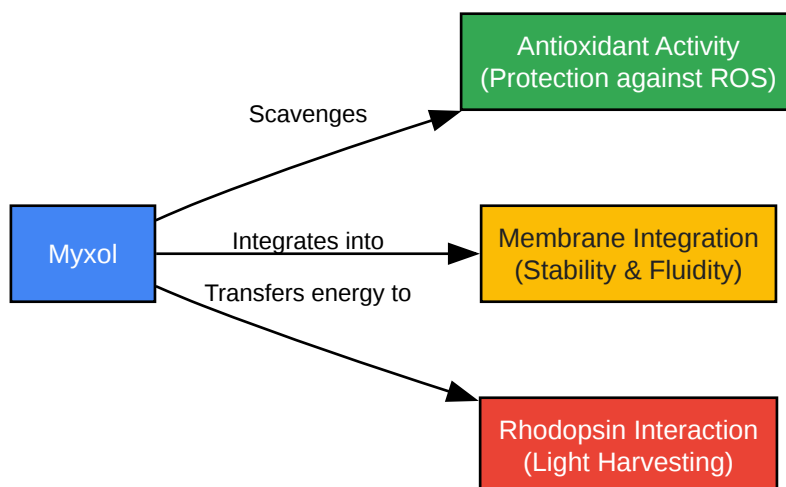 Antioxidant Activity
(Protection against ROS)
Scavenges
Myxol
Integrates into
Membrane Integration
(Stability & Fluidity)
Transfers energy to
Rhodopsin Interaction
(Light Harvesting)